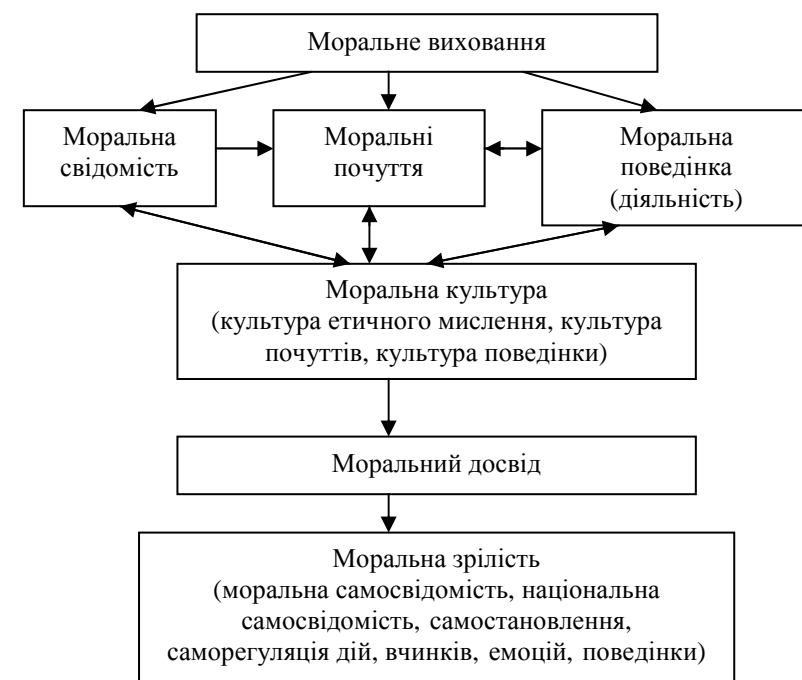 Моральне виховання
Моральна
свідомість
Моральні
почуття
Моральна
поведінка
(діяльність)
Моральна культура
(культура етичного мислення, культура
почуттів, культура поведінки)
Моральний досвід
Моральна зрілість
(моральна самосвідомість, національна
самосвідомість, самостановлення,
саморегуляція дій, вчинків, емоцій, поведінки)